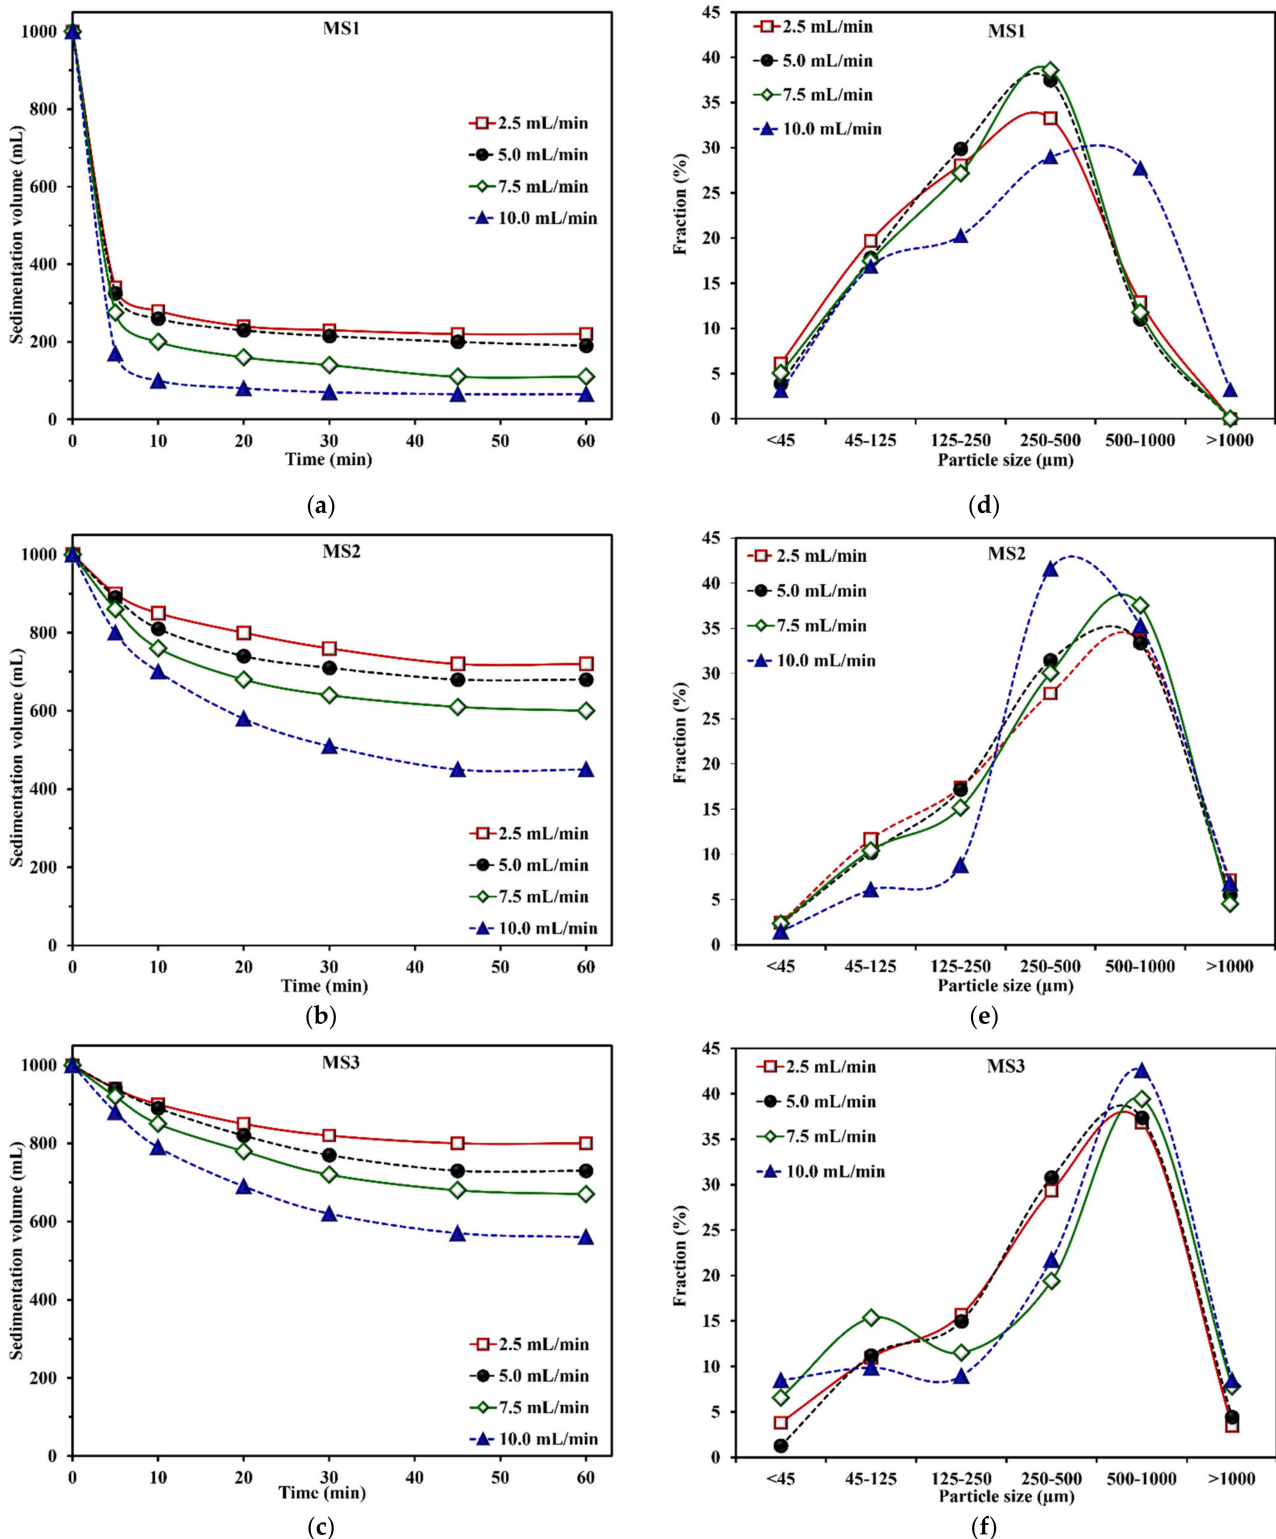 MS1
1000
800
600
400
200
0
Sedimentation volume (mL)
2.5 mL/min
5.0 mL/min
7.5 mL/min
10.0 mL/min
0 10 20 30 40 50 60
Time (min)
(a)
MS1
45
40
35
30
25
20
15
10
5
0
Fraction (%)
2.5 mL/min
5.0 mL/min
7.5 mL/min
10.0 mL/min
<45 45-125 125-250 250-500 500-1000 >1000
Particle size (µm)
(d)
MS2
1000
800
600
400
200
0
Sedimentation volume (mL)
2.5 mL/min
5.0 mL/min
7.5 mL/min
10.0 mL/min
0 10 20 30 40 50 60
Time (min)
(b)
MS2
45
40
35
30
25
20
15
10
5
0
Fraction (%)
2.5 mL/min
5.0 mL/min
7.5 mL/min
10.0 mL/min
<45 45-125 125-250 250-500 500-1000 >1000
Particle size (µm)
(e)
MS3
1000
800
600
400
200
0
Sedimentation volume (mL)
2.5 mL/min
5.0 mL/min
7.5 mL/min
10.0 mL/min
0 10 20 30 40 50 60
Time (min)
(c)
MS3
45
40
35
30
25
20
15
10
5
0
Fraction (%)
2.5 mL/min
5.0 mL/min
7.5 mL/min
10.0 mL/min
<45 45-125 125-250 250-500 500-1000 >1000
Particle size (µm)
(f)